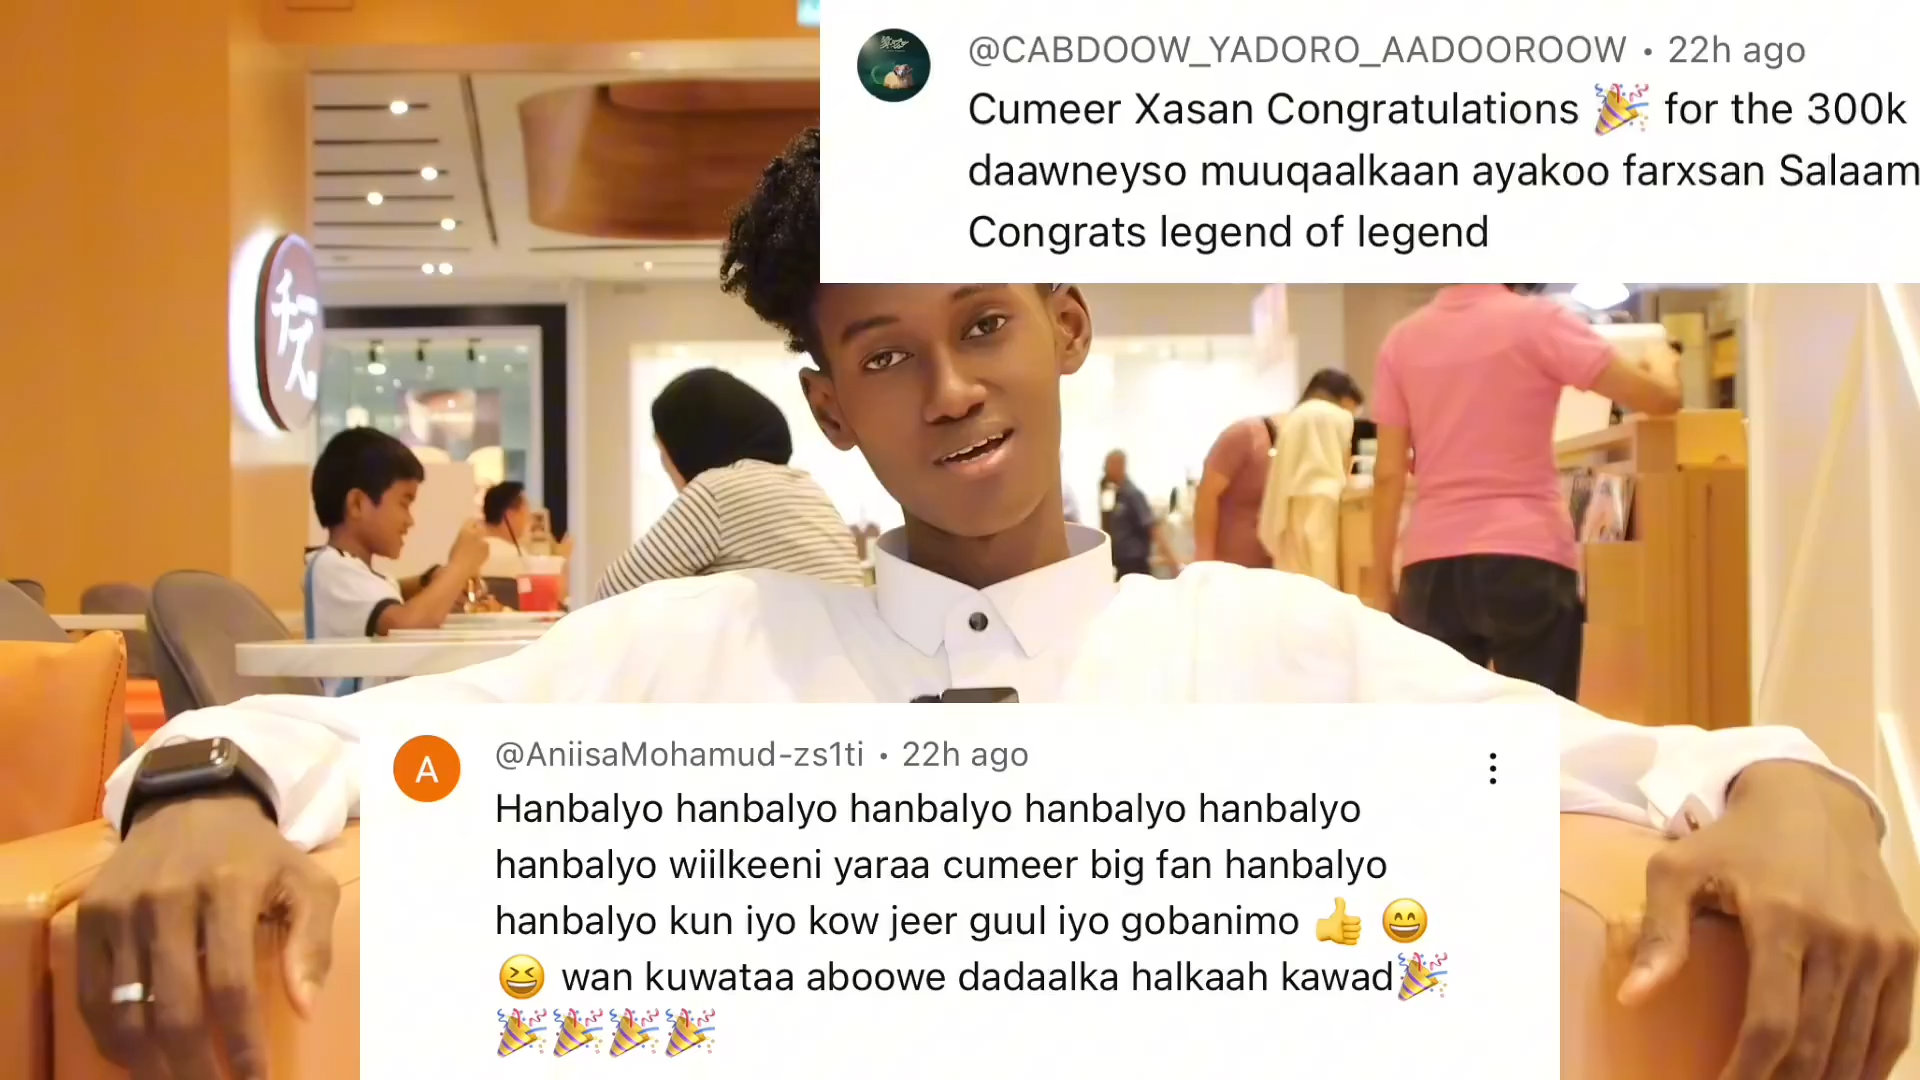 @CABDOOW_YADORO_AADOOROOW • 22h ago
Cumeer Xasan Congratulations 🎉 for the 300k
daawneyso muuqaalkaan ayakoo farxsan Salaam
Congrats legend of legend
A
@AniisaMohamud-zs1ti • 22h ago
Hanbalyo hanbalyo hanbalyo hanbalyo hanbalyo
hanbalyo wiilkeeni yaraa cumeer big fan hanbalyo
hanbalyo kun iyo kow jeer guul iyo gobanimo 👍 😄
😆 wan kuwataa aboowe dadaalka halkaah kawad🎉
🎉🎉🎉🎉